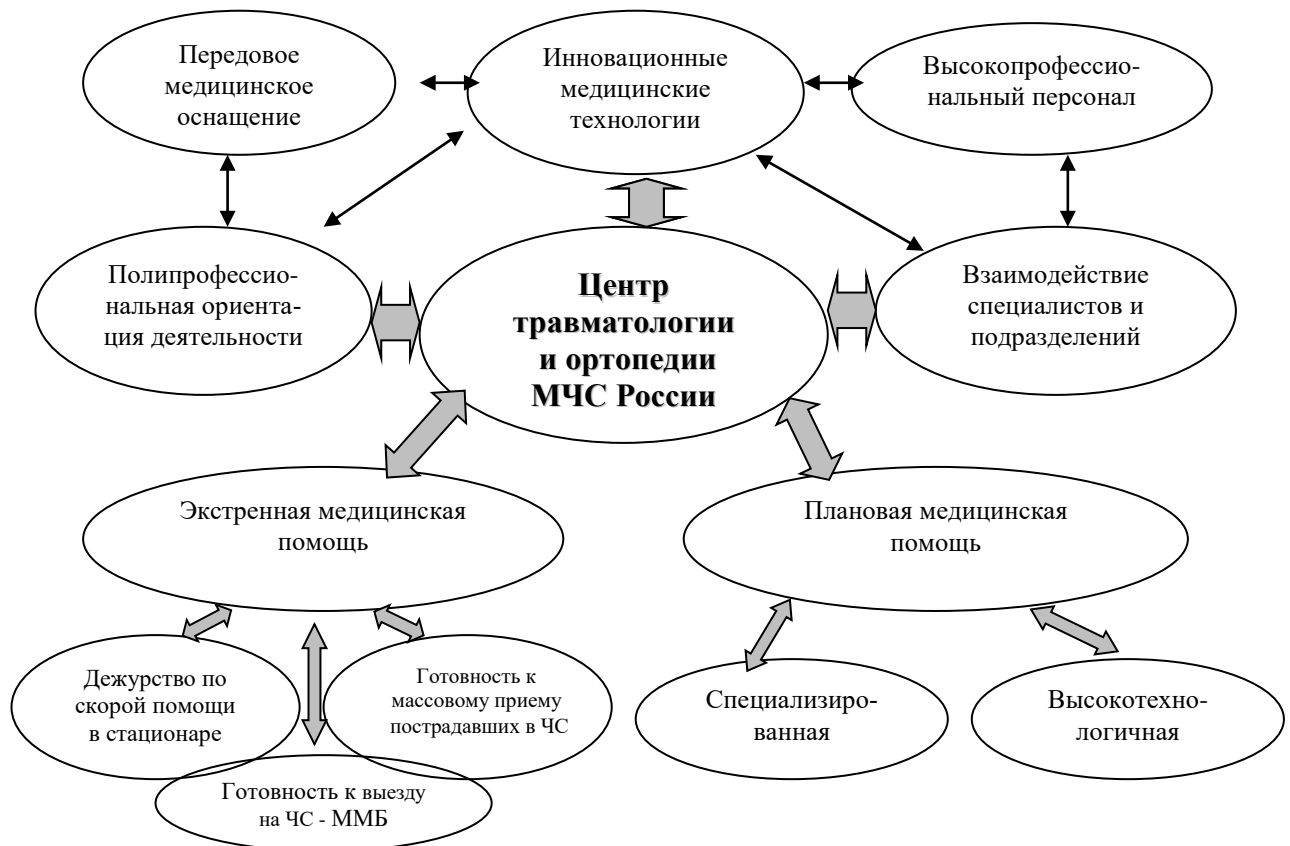 Передовое
медицинское
оснащение
Инновационные
медицинские
технологии
Высокопрофессио-
нальный персонал
Полипрофессио-
нальная ориента-
ция деятельности
Центр
травматологии
и ортопедии
МЧС России
Взаимодействие
специалистов и
подразделений
Экстренная медицинская
помощь
Плановая медицинская
помощь
Дежурство по
скорой помощи
в стационаре
Готовность к
массовому приему
пострадавших в ЧС
Готовность к выезду
на ЧС - ММБ
Специализиро-
ванная
Высокотехно-
логичная